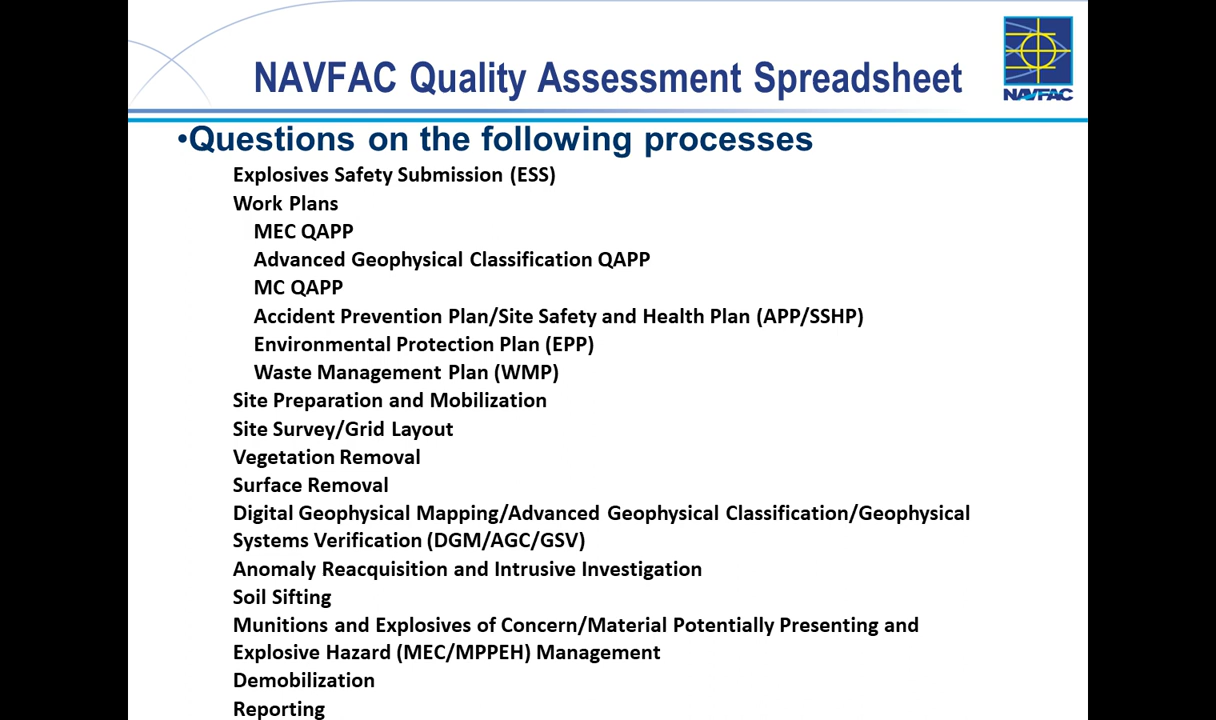 NAVFAC Quality Assessment Spreadsheet
NAVFAC
•Questions on the following processes
Explosives Safety Submission (ESS)
Work Plans
MEC QAPP
Advanced Geophysical Classification QAPP
MC QAPP
Accident Prevention Plan/Site Safety and Health Plan (APP/SSHP)
Environmental Protection Plan (EPP)
Waste Management Plan (WMP)
Site Preparation and Mobilization
Site Survey/Grid Layout
Vegetation Removal
Surface Removal
Digital Geophysical Mapping/Advanced Geophysical Classification/Geophysical
Systems Verification (DGM/AGC/GSV)
Anomaly Reacquisition and Intrusive Investigation
Soil Sifting
Munitions and Explosives of Concern/Material Potentially Presenting and
Explosive Hazard (MEC/MPPEH) Management
Demobilization
Reporting